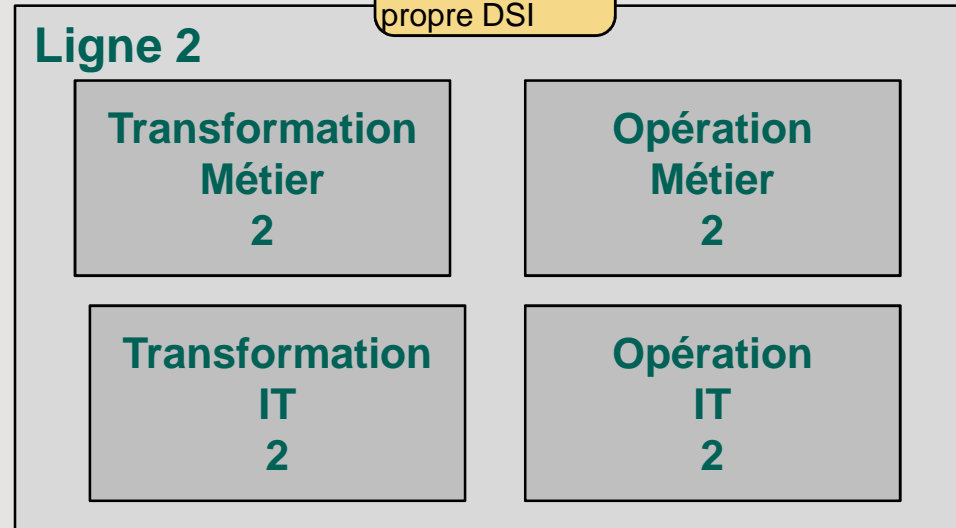 propre DSI
Ligne 2
Transformation
Métier
2
Opération
Métier
2
Transformation
IT
2
Opération
IT
2